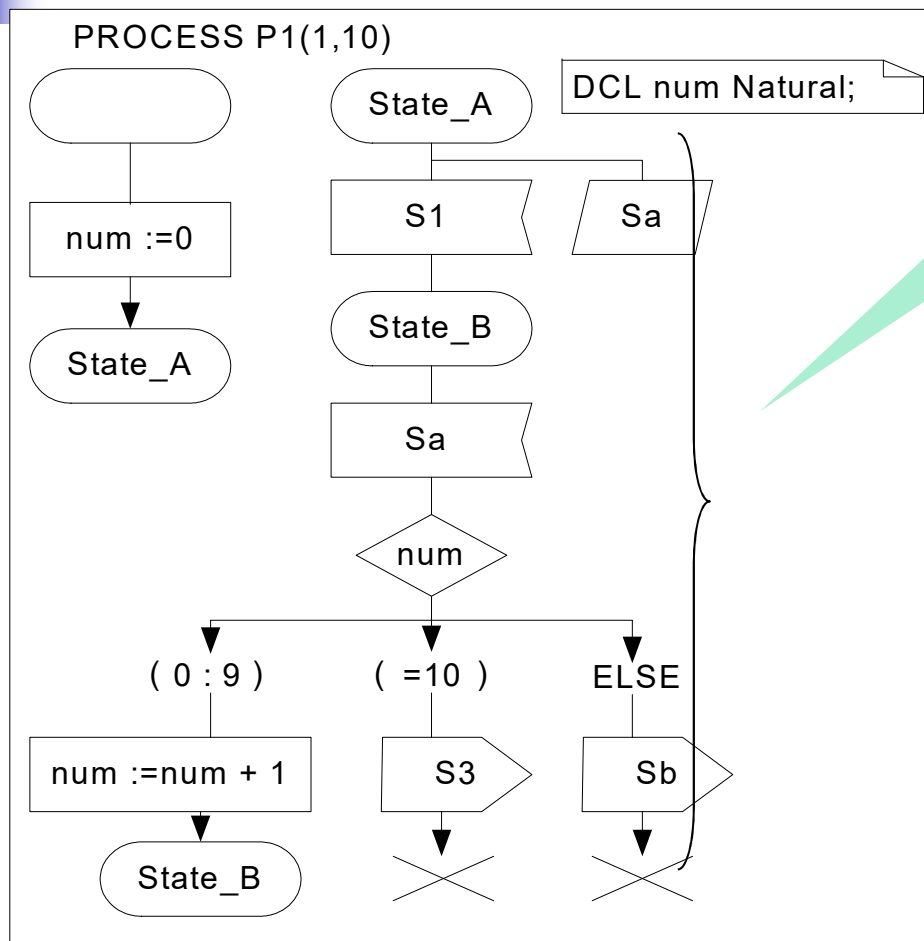 PROCESS P1(1,10)
DCL num Natural;
num :=0
State_A
State_A
S1
Sa
State_B
Sa
num
( 0 : 9 )
( =10 )
ELSE
num :=num + 1
S3
Sb
State_B